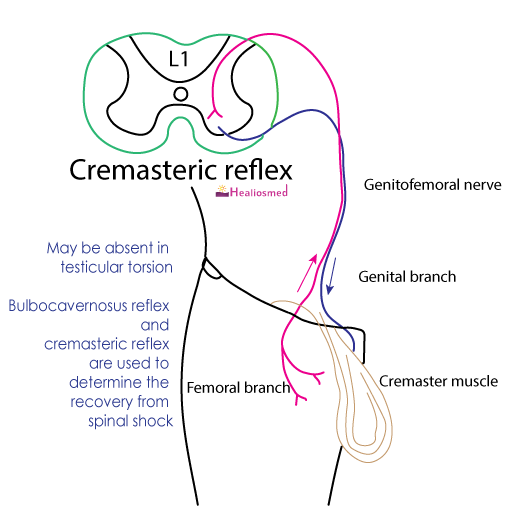 L1
Cremasteric reflex
Healiosmed
Genitofemoral nerve
May be absent in
testicular torsion
Genital branch
Bulbocavernosus reflex
and
cremasteric reflex
are used to
determine the
recovery from
spinal shock
Femoral branch
Cremaster muscle